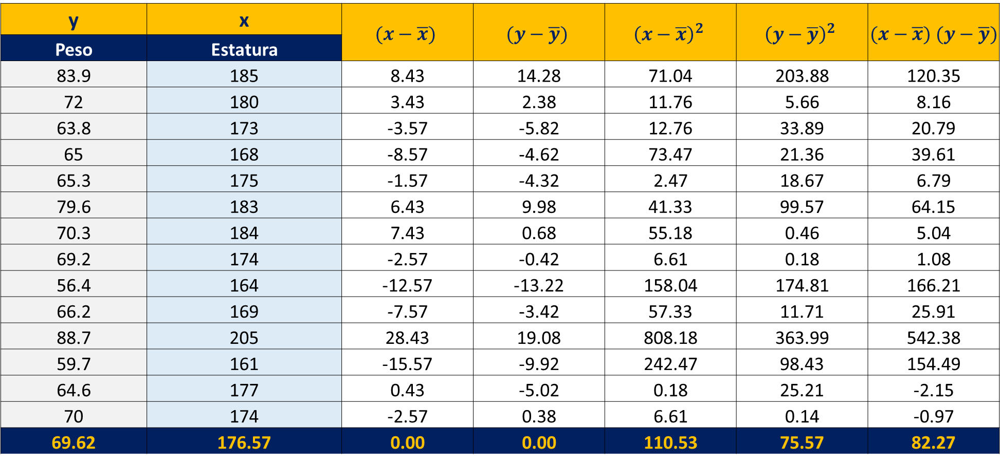 y x (x − x̅) (y − y̅) (x − x̅)² (y − y̅)² (x − x̅) (y − y̅)
Peso Estatura
83.9 185 8.43 14.28 71.04 203.88 120.35
72 180 3.43 2.38 11.76 5.66 8.16
63.8 173 -3.57 -5.82 12.76 33.89 20.79
65 168 -8.57 -4.62 73.47 21.36 39.61
65.3 175 -1.57 -4.32 2.47 18.67 6.79
79.6 183 6.43 9.98 41.33 99.57 64.15
70.3 184 7.43 0.68 55.18 0.46 5.04
69.2 174 -2.57 -0.42 6.61 0.18 1.08
56.4 164 -12.57 -13.22 158.04 174.81 166.21
66.2 169 -7.57 -3.42 57.33 11.71 25.91
88.7 205 28.43 19.08 808.18 363.99 542.38
59.7 161 -15.57 -9.92 242.47 98.43 154.49
64.6 177 0.43 -5.02 0.18 25.21 -2.15
70 174 -2.57 0.38 6.61 0.14 -0.97
69.62 176.57 0.00 0.00 110.53 75.57 82.27